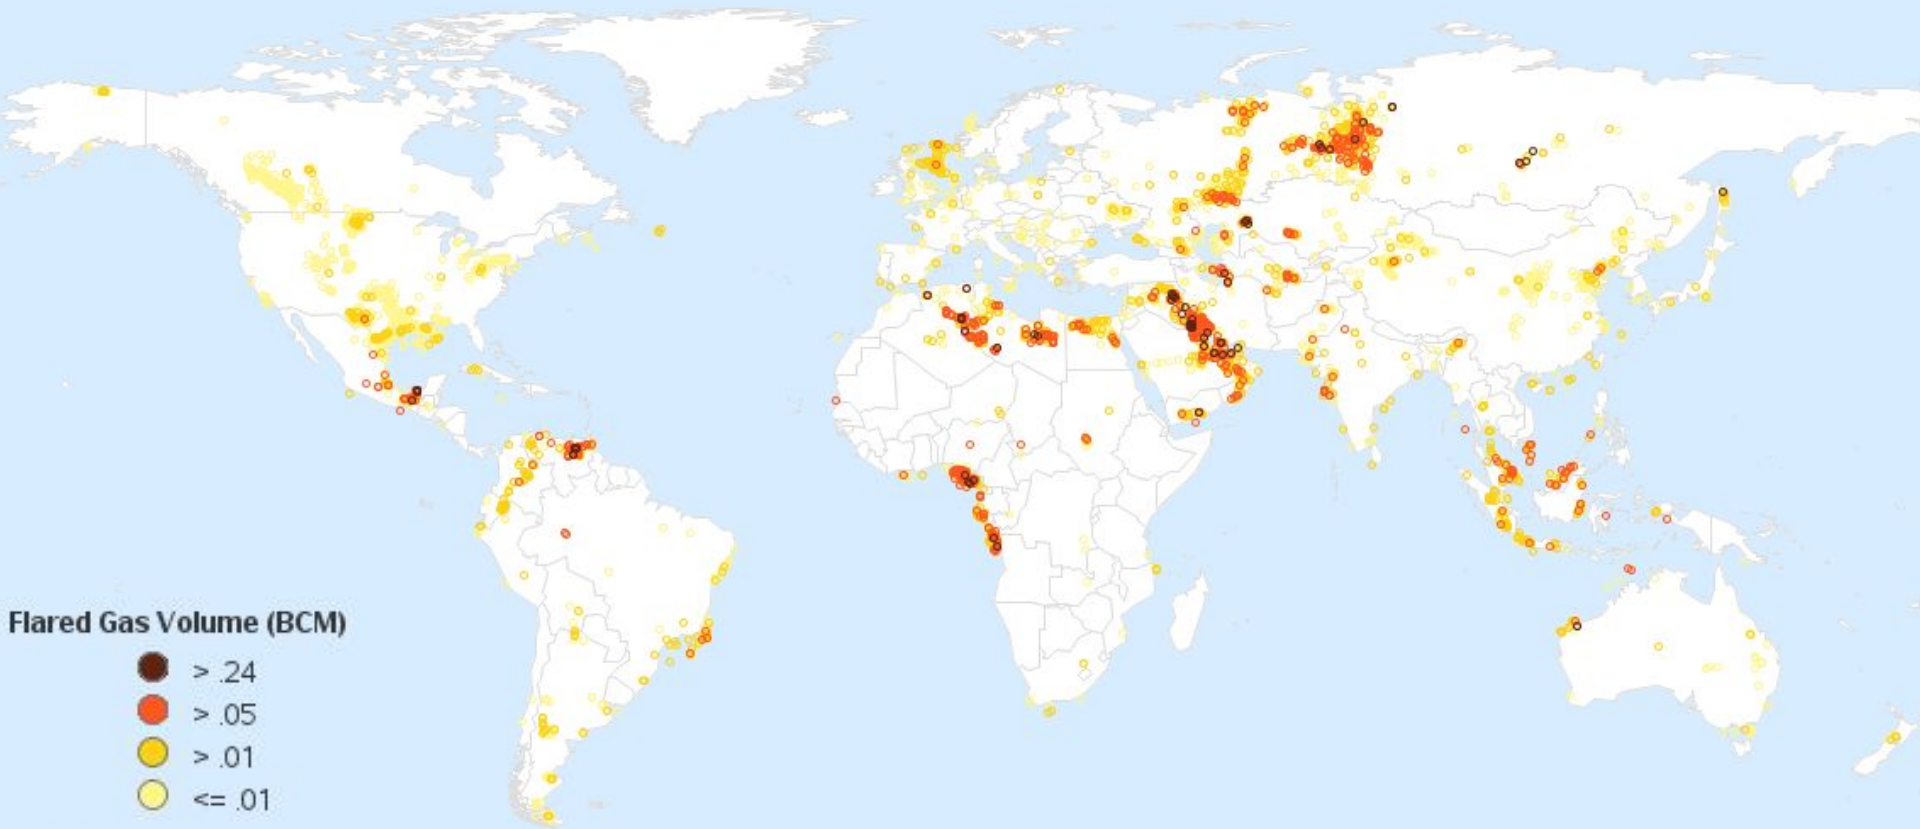 Flared Gas Volume (BCM)
> .24
> .05
> .01
<= .01